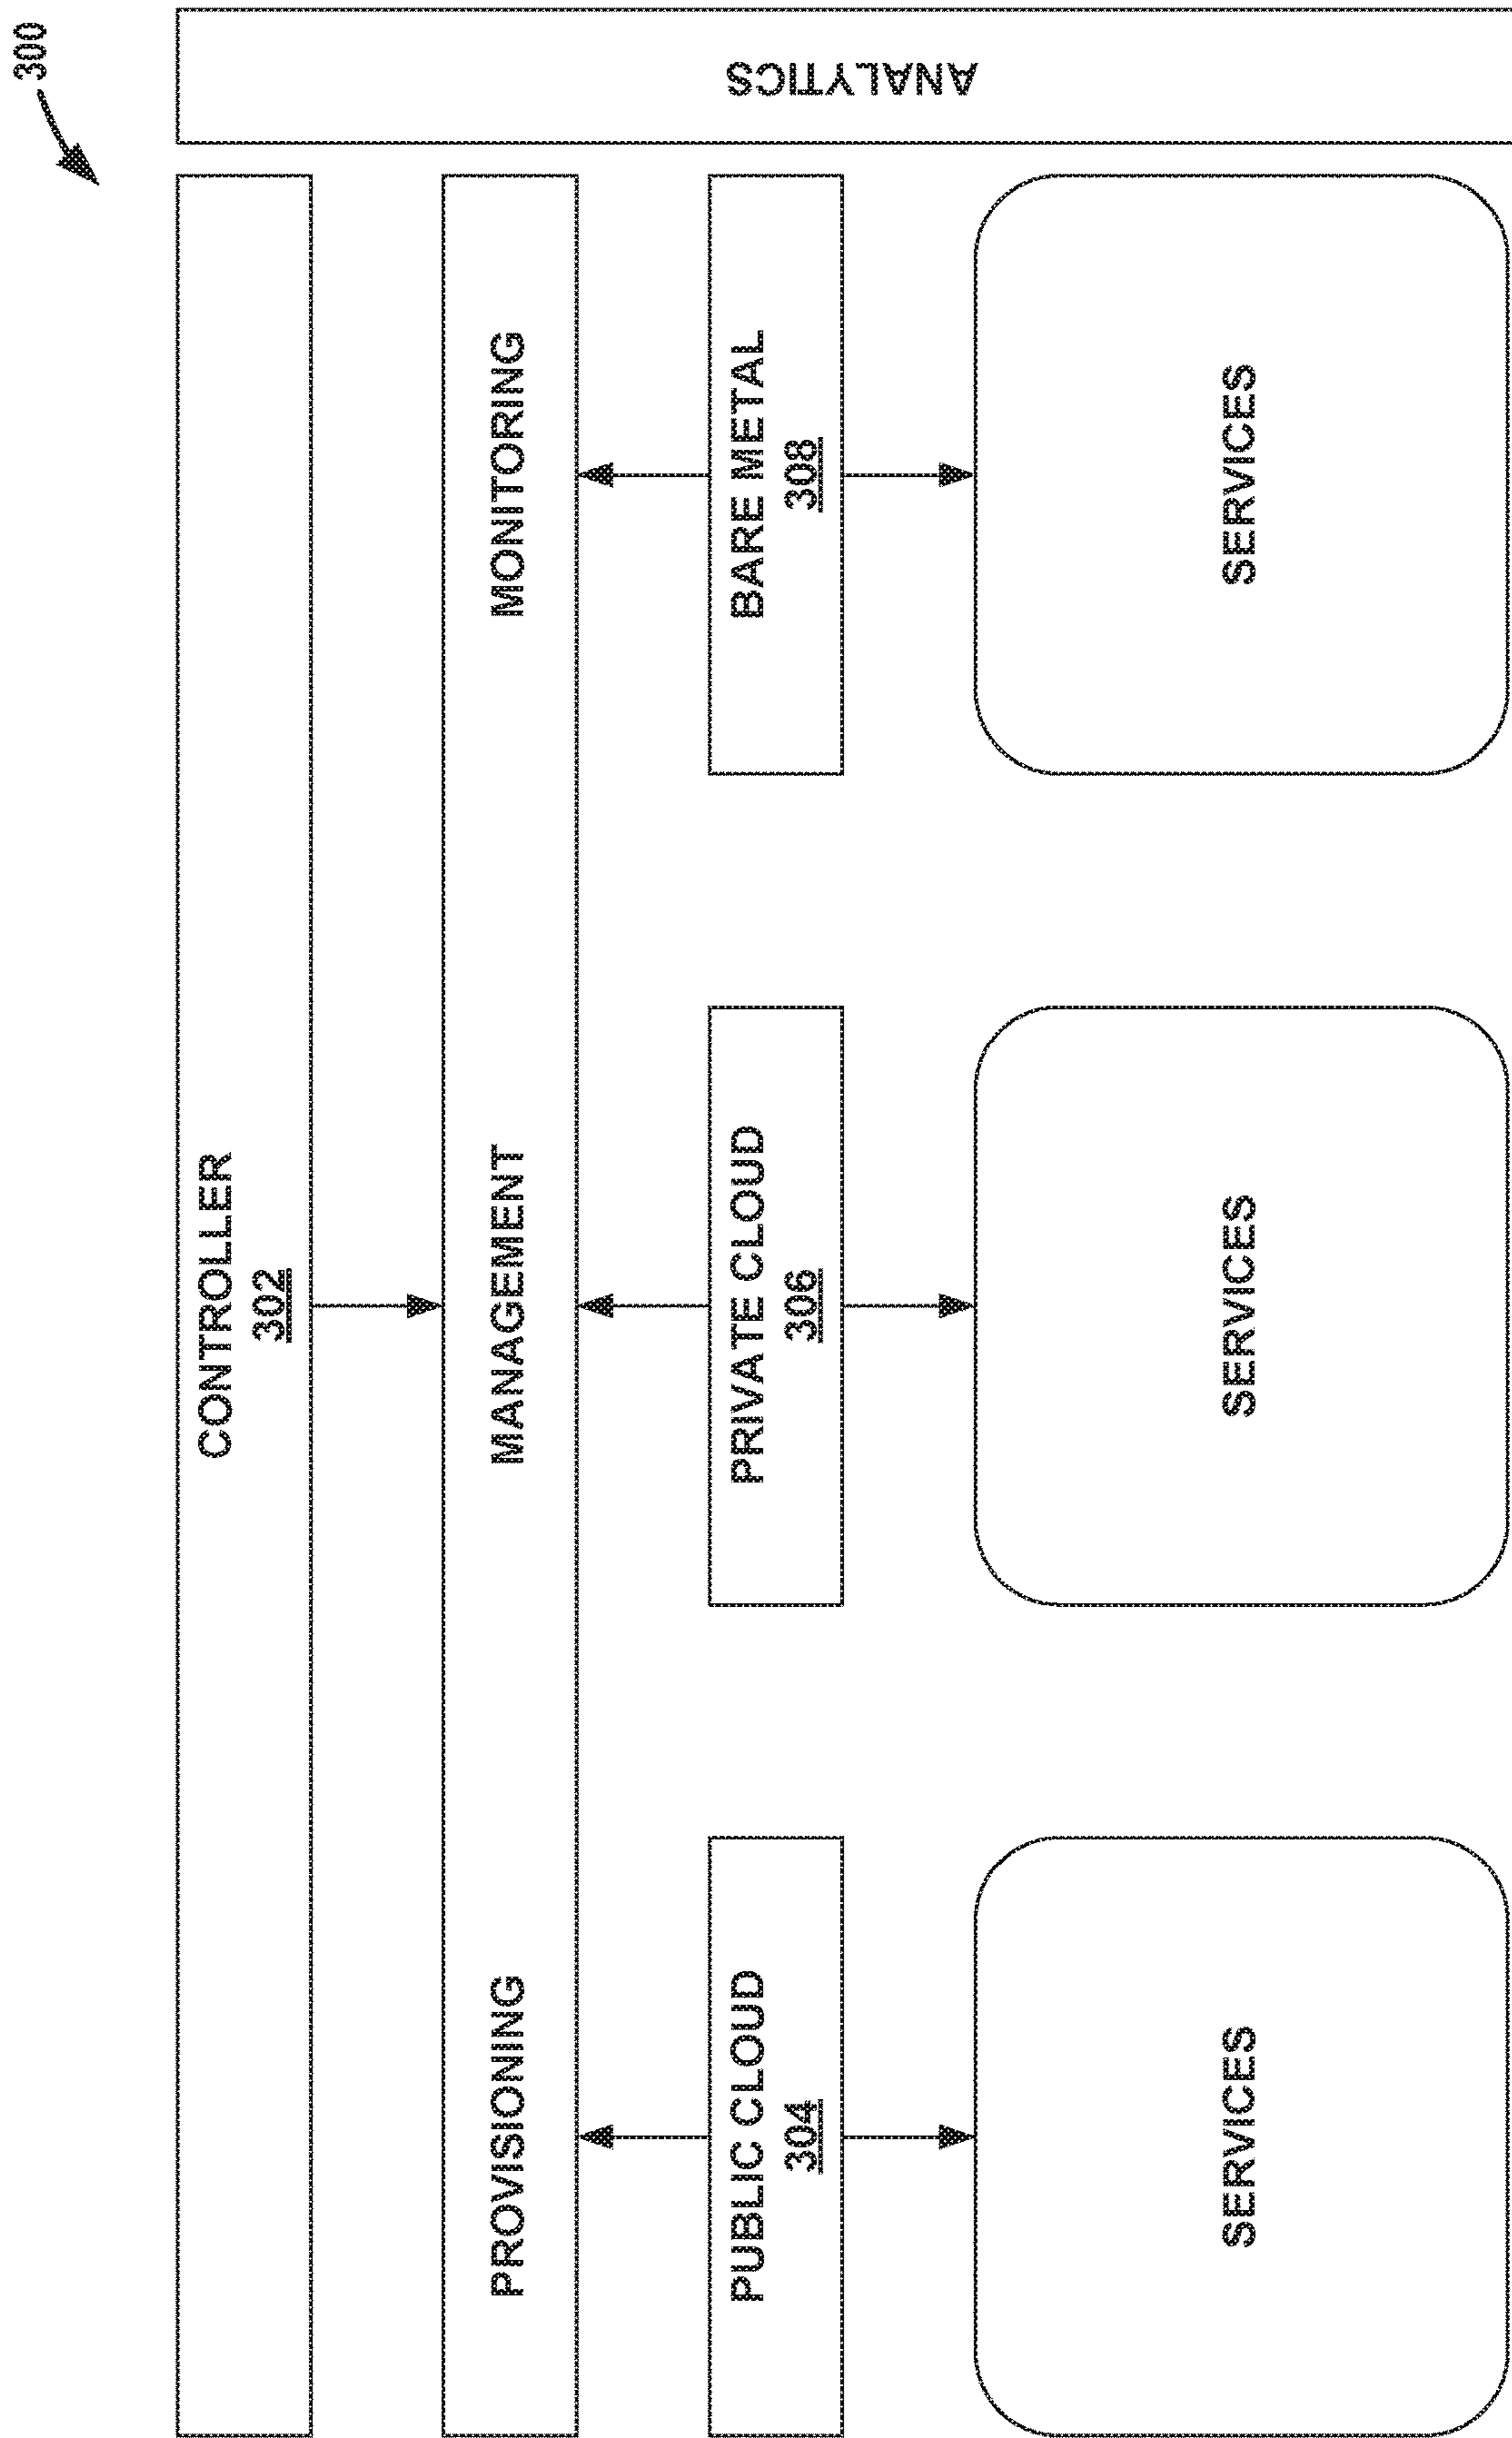 300
CONTROLLER
302
PROVISIONING
MANAGEMENT
MONITORING
PUBLIC CLOUD
304
PRIVATE CLOUD
306
BARE METAL
308
SERVICES
SERVICES
SERVICES
ANALYTICS